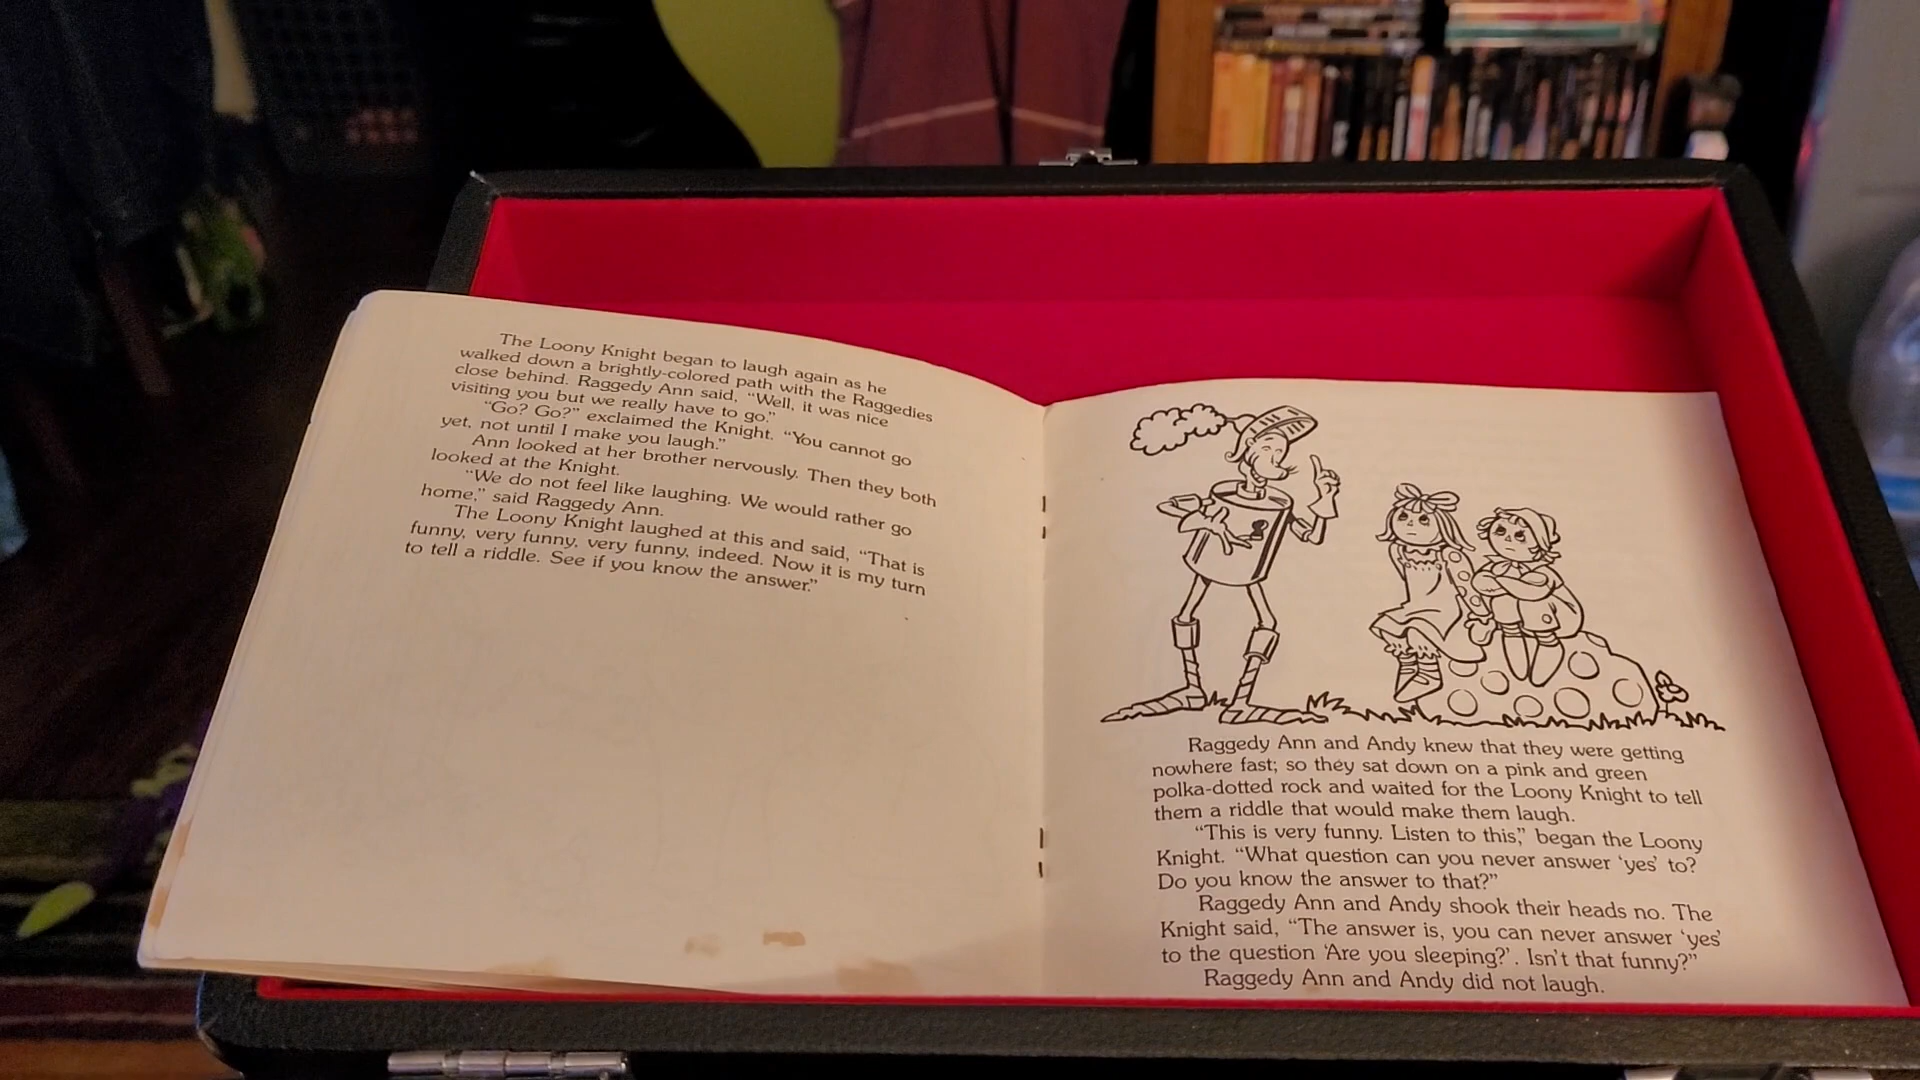 The Loony Knight began to laugh again as he
walked down a brightly-colored path with the Raggedies
close behind. Raggedy Ann said, “Well, it was nice
visiting you but we really have to go.”
“Go? Go?” exclaimed the Knight. “You cannot go
yet, not until I make you laugh.”
Ann looked at her brother nervously. Then they both
looked at the Knight.
“We do not feel like laughing. We would rather go
home,” said Raggedy Ann.
The Loony Knight laughed at this and said, “That is
funny, very funny, very funny, indeed. Now it is my turn
to tell a riddle. See if you know the answer.”
Raggedy Ann and Andy knew that they were getting
nowhere fast; so they sat down on a pink and green
polka-dotted rock and waited for the Loony Knight to tell
them a riddle that would make them laugh.
“This is very funny. Listen to this,” began the Loony
Knight. “What question can you never answer ‘yes’ to?
Do you know the answer to that?”
Raggedy Ann and Andy shook their heads no. The
Knight said, “The answer is, you can never answer ‘yes’
to the question ‘Are you sleeping?’. Isn’t that funny?”
Raggedy Ann and Andy did not laugh.